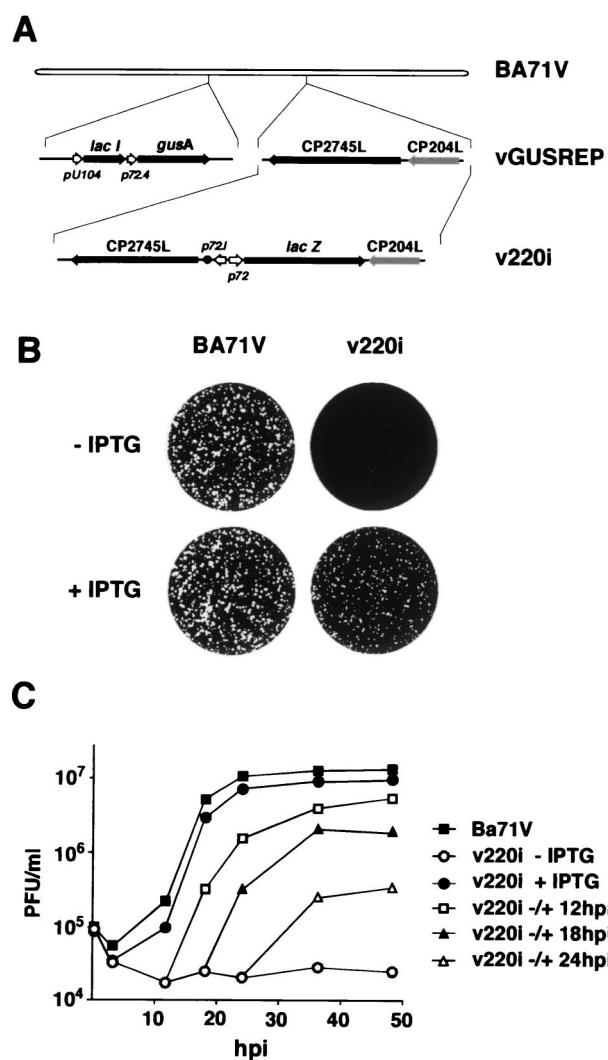 A
BA71V
lac I
gusA
CP2745L
CP204L
vGUSREP
pU104
p72.4
CP2745L
p72.I
lac Z
CP204L
v220i
p72
B
BA71V
v220i
- IPTG
+ IPTG
C
10⁷
10⁶
10⁵
10⁴
PFU/ml
10
20
30
40
50
hpi
Ba71V
v220i - IPTG
v220i + IPTG
v220i -/+ 12hpi
v220i -/+ 18hpi
v220i -/+ 24hpi